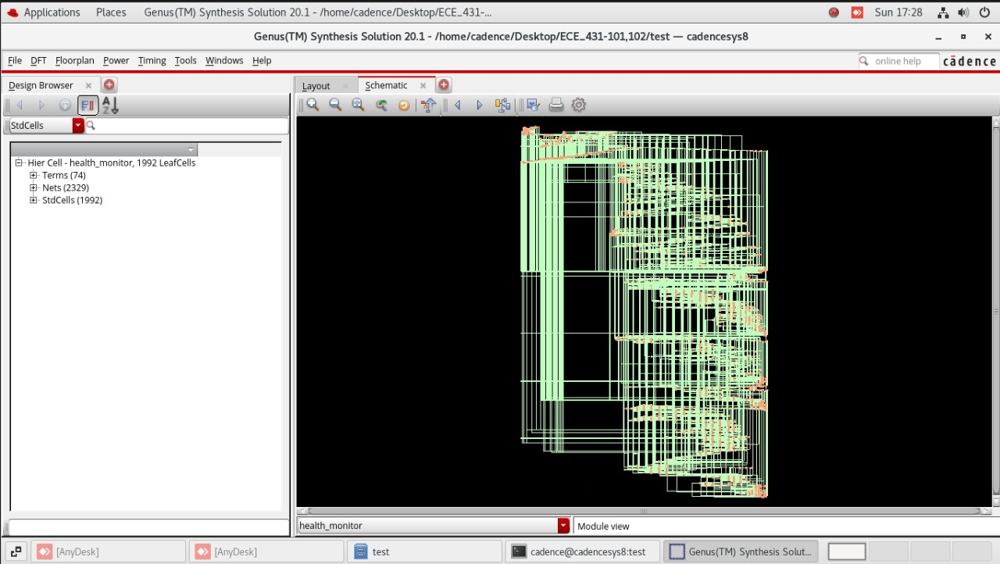 Applications Places Genus(TM) Synthesis Solution 20.1 - /home/cadence/Desktop/ECE_431-... Sun 17:28
Genus(TM) Synthesis Solution 20.1 - /home/cadence/Desktop/ECE_431-101,102/test — cadencesys8
File DFT Floorplan Power Timing Tools Windows Help online help cādence
Design Browser Layout Schematic
StdCells
Hier Cell - health_monitor, 1992 LeafCells
Terms (74)
Nets (2329)
StdCells (1992)
health_monitor Module view
[AnyDesk] [AnyDesk] test cadence@cadencesys8:test Genus(TM) Synthesis Solut...